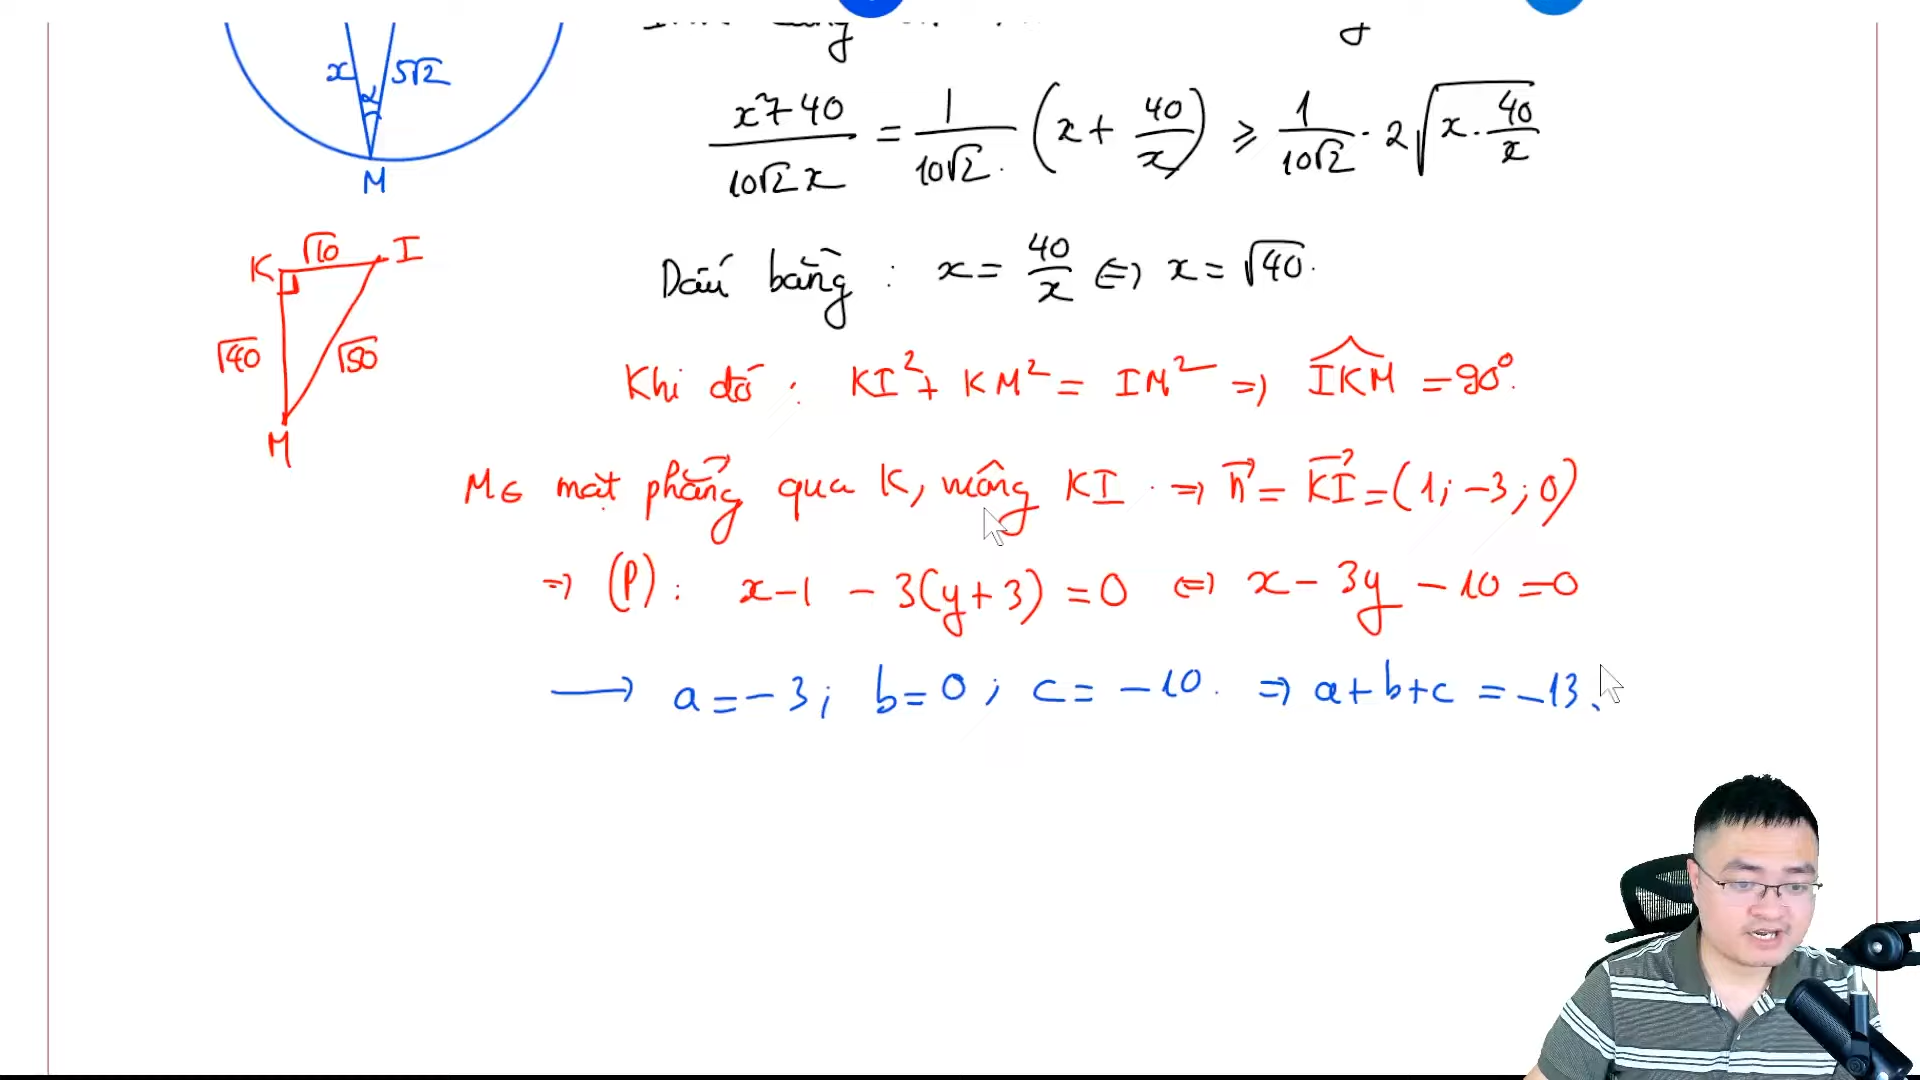 x 5√2
α
M
(x²+40)/(10√2x) = 1/(10√2) . (x + 40/x) ⩾ 1/(10√2) . 2√(x . 40/x)
K √10 I
√40 √50
M
Dấu bằng : x = 40/x ⇔ x = √40.
Khi đó : KI² + KM² = IM² ⇒ IKM = 90°.
M ∈ mặt phẳng qua K, vuông KI . ⇒ n⃗ = KI⃗ = (1; -3; 0)
⇒ (P) : x-1 - 3(y+3) = 0 ⇔ x - 3y - 10 = 0
⟶ a = -3; b = 0; c = -10. ⇒ a+b+c = -13.